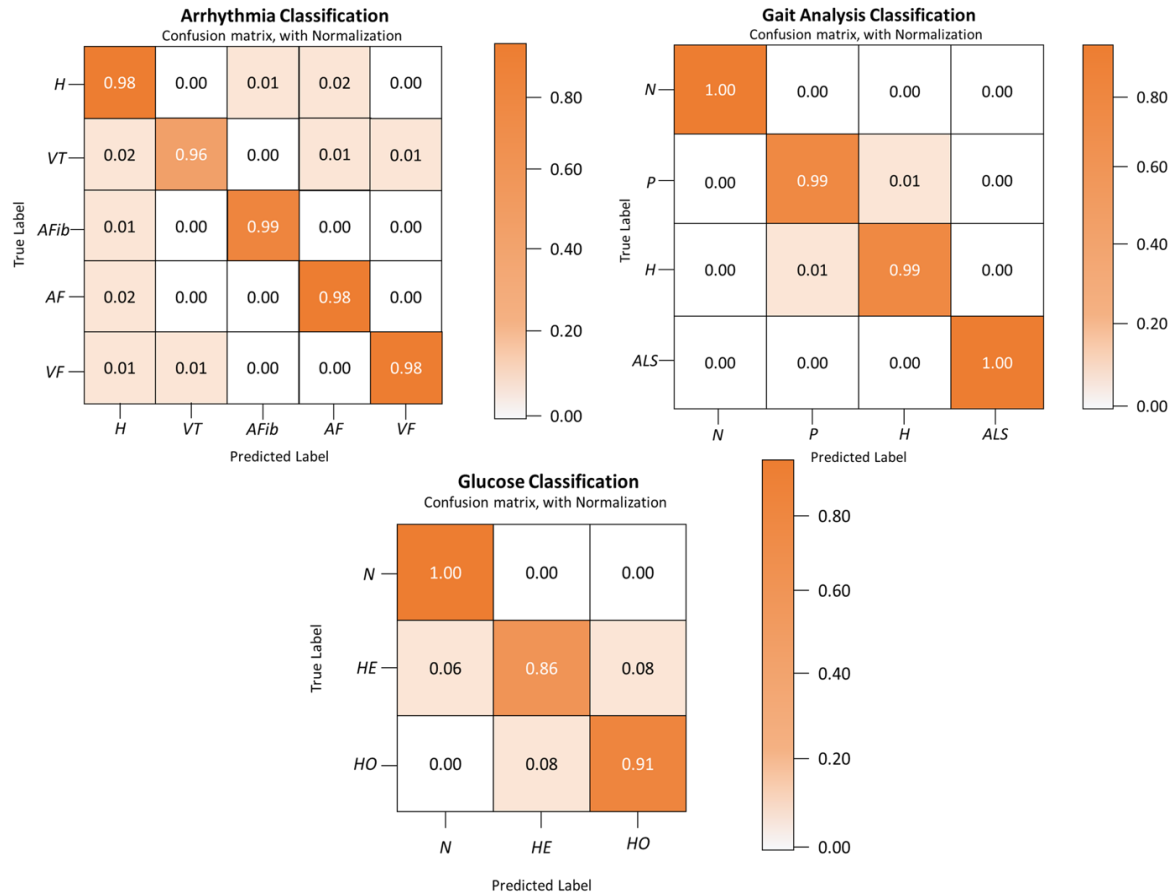 Arrhythmia Classification
Confusion matrix, with Normalization
True Label
H 0.98 0.00 0.01 0.02 0.00
VT 0.02 0.96 0.00 0.01 0.01
AFib 0.01 0.00 0.99 0.00 0.00
AF 0.02 0.00 0.00 0.98 0.00
VF 0.01 0.01 0.00 0.00 0.98
H VT AFib AF VF
Predicted Label
0.80
0.60
0.40
0.20
0.00
Gait Analysis Classification
Confusion matrix, with Normalization
True Label
N 1.00 0.00 0.00 0.00
P 0.00 0.99 0.01 0.00
H 0.00 0.01 0.99 0.00
ALS 0.00 0.00 0.00 1.00
N P H ALS
Predicted Label
0.80
0.60
0.40
0.20
0.00
Glucose Classification
Confusion matrix, with Normalization
True Label
N 1.00 0.00 0.00
HE 0.06 0.86 0.08
HO 0.00 0.08 0.91
N HE HO
Predicted Label
0.80
0.60
0.40
0.20
0.00